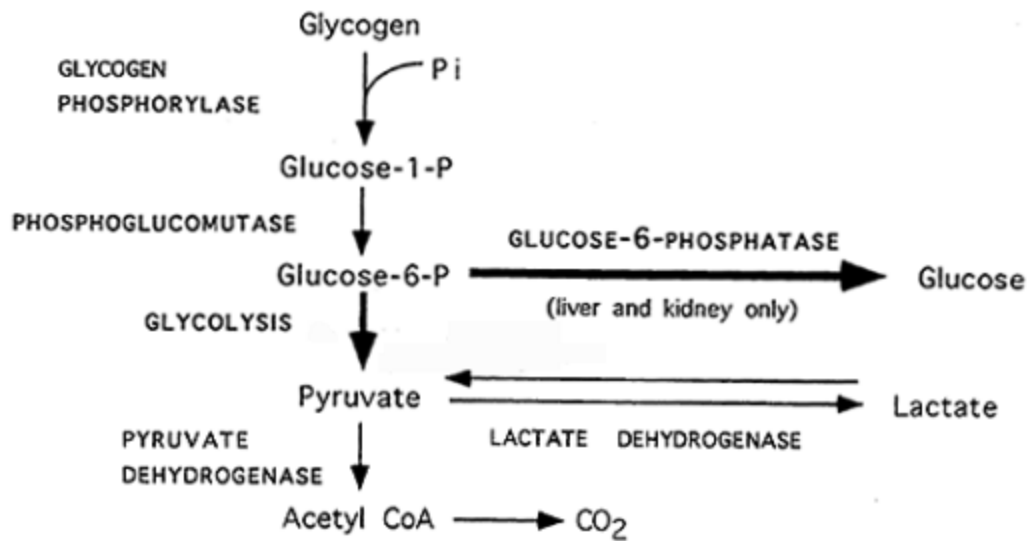 Glycogen
GLYCOGEN
PHOSPHORYLASE
Pi
Glucose-1-P
PHOSPHOGLUCOMUTASE
GLUCOSE-6-PHOSPHATASE
Glucose-6-P
Glucose
(liver and kidney only)
GLYCOLYSIS
Pyruvate
Lactate
PYRUVATE
DEHYDROGENASE
LACTATE DEHYDROGENASE
Acetyl CoA
CO2